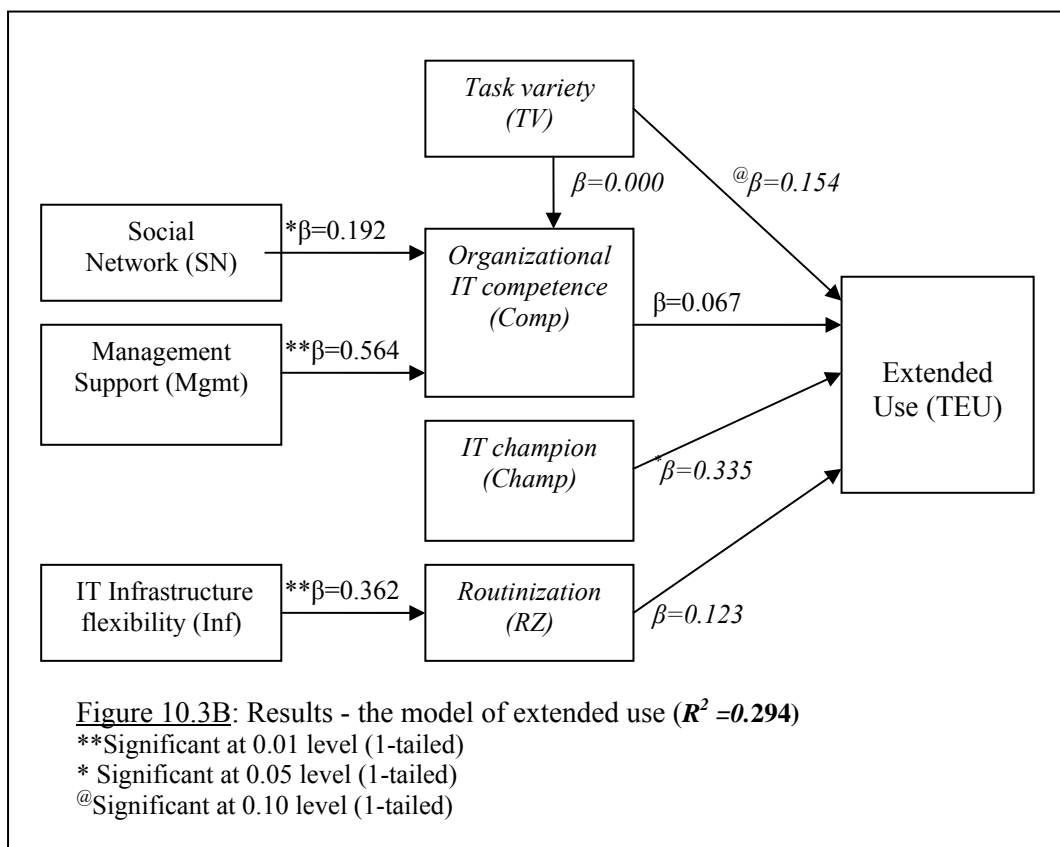 Task variety
(TV)
β=0.000
@β=0.154
Social
Network (SN)
*β=0.192
Organizational
IT competence
(Comp)
β=0.067
Management
Support (Mgmt)
**β=0.564
Extended
Use (TEU)
IT champion
(Champ)
*β=0.335
IT Infrastructure
flexibility (Inf)
**β=0.362
Routinization
(RZ)
β=0.123
Figure 10.3B: Results - the model of extended use (R² =0.294)
**Significant at 0.01 level (1-tailed)
* Significant at 0.05 level (1-tailed)
@Significant at 0.10 level (1-tailed)